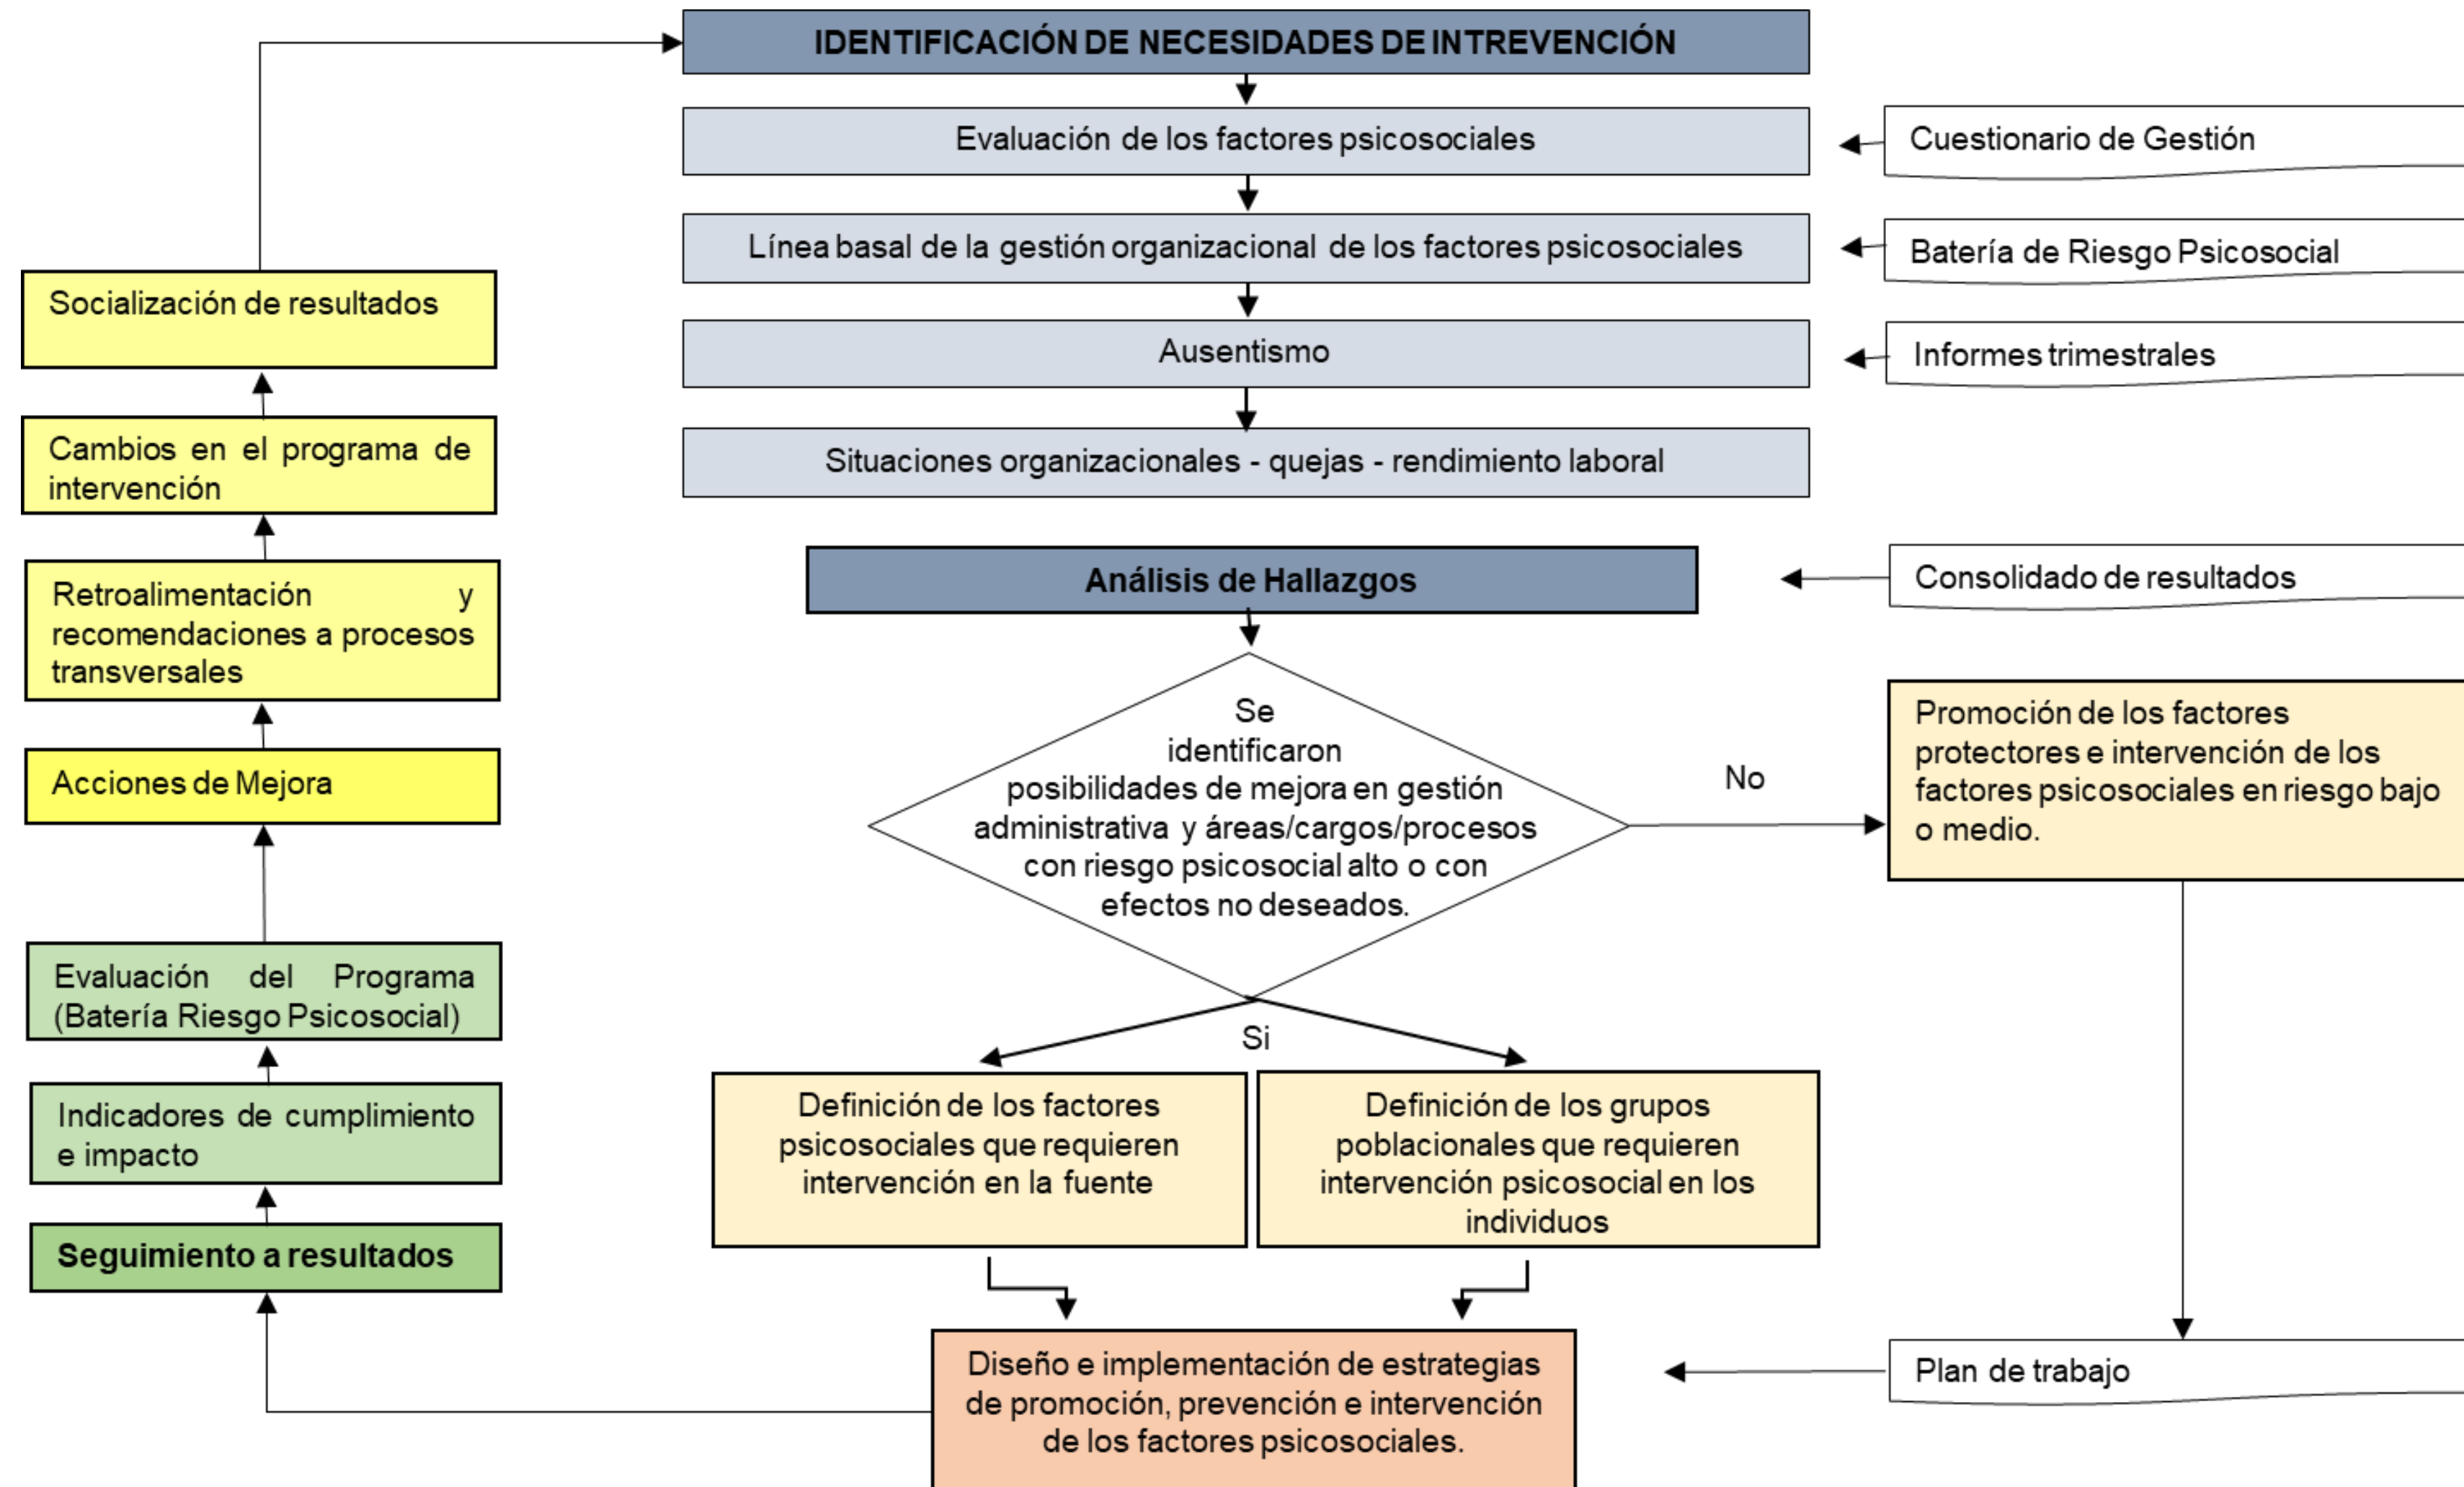 IDENTIFICACIÓN DE NECESIDADES DE INTREVENCIÓN
Evaluación de los factores psicosociales
Cuestionario de Gestión
Línea basal de la gestión organizacional de los factores psicosociales
Batería de Riesgo Psicosocial
Ausentismo
Informes trimestrales
Situaciones organizacionales - quejas - rendimiento laboral
Análisis de Hallazgos
Consolidado de resultados
Se
identificaron
posibilidades de mejora en gestión
administrativa y áreas/cargos/procesos
con riesgo psicosocial alto o con
efectos no deseados.
No
Promoción de los factores
protectores e intervención de los
factores psicosociales en riesgo bajo
o medio.
Si
Definición de los factores
psicosociales que requieren
intervención en la fuente
Definición de los grupos
poblacionales que requieren
intervención psicosocial en los
individuos
Plan de trabajo
Diseño e implementación de estrategias
de promoción, prevención e intervención
de los factores psicosociales.
Seguimiento a resultados
Indicadores de cumplimiento
e impacto
Evaluación del Programa
(Batería Riesgo Psicosocial)
Acciones de Mejora
Retroalimentación y
recomendaciones a procesos
transversales
Cambios en el programa de
intervención
Socialización de resultados